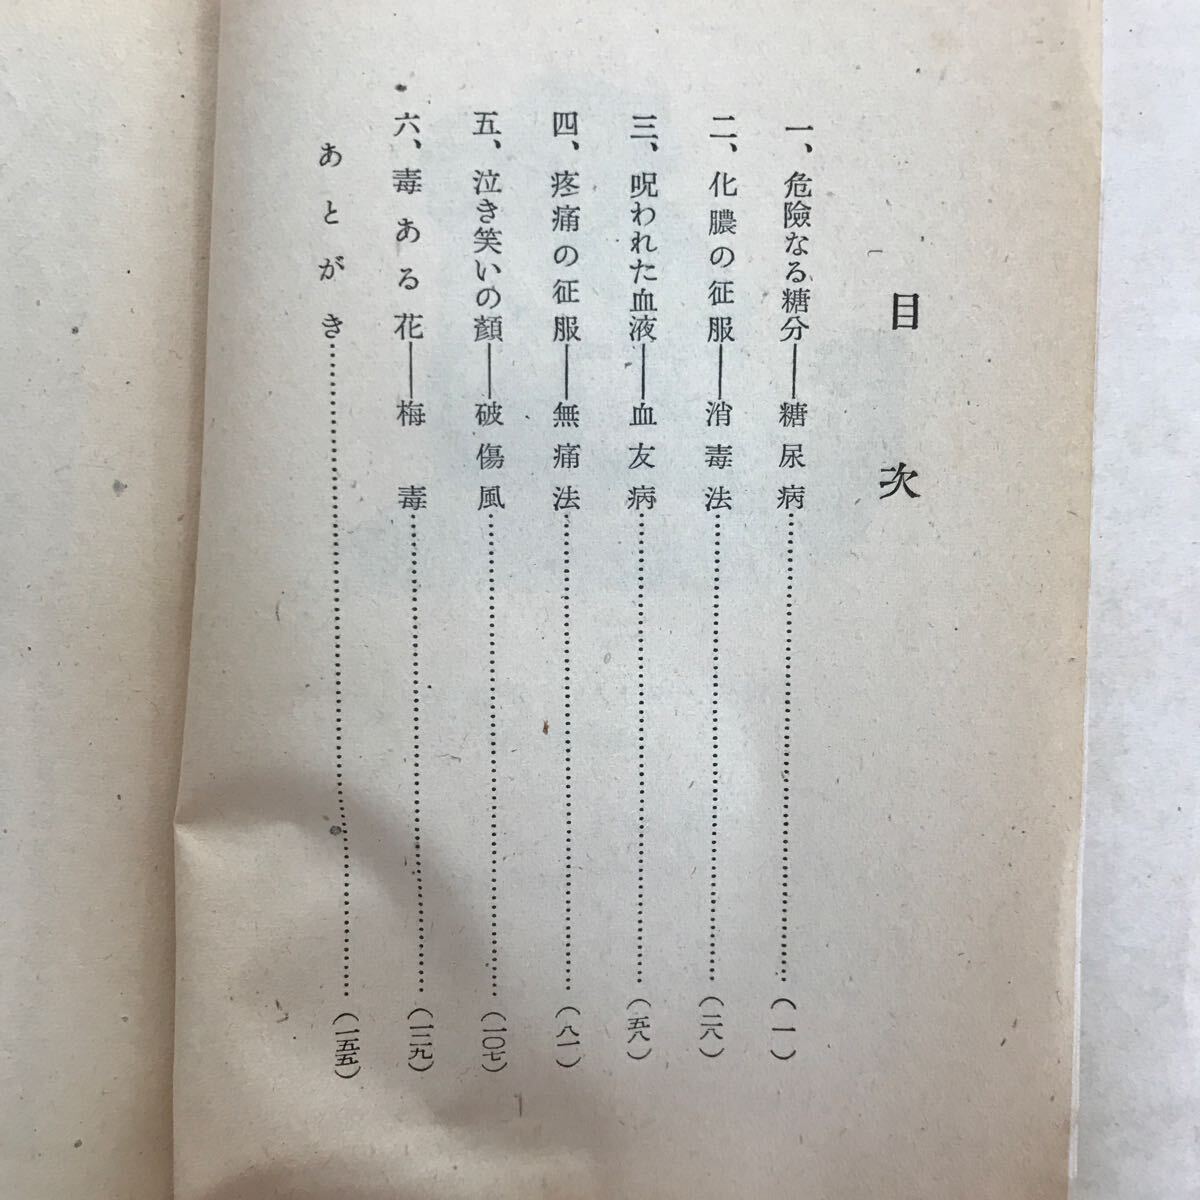 目次
一、危險なる糖分――糖尿病……………………(一)
二、化膿の征服――消毒法……………………(二八)
三、呪われた血液――血友病……………………(五八)
四、疼痛の征服――無痛法……………………(八一)
五、泣き笑いの顏――破傷風……………………(一〇七)
六、毒ある花――梅毒……………………(一二九)
あとがき……………………(一五五)